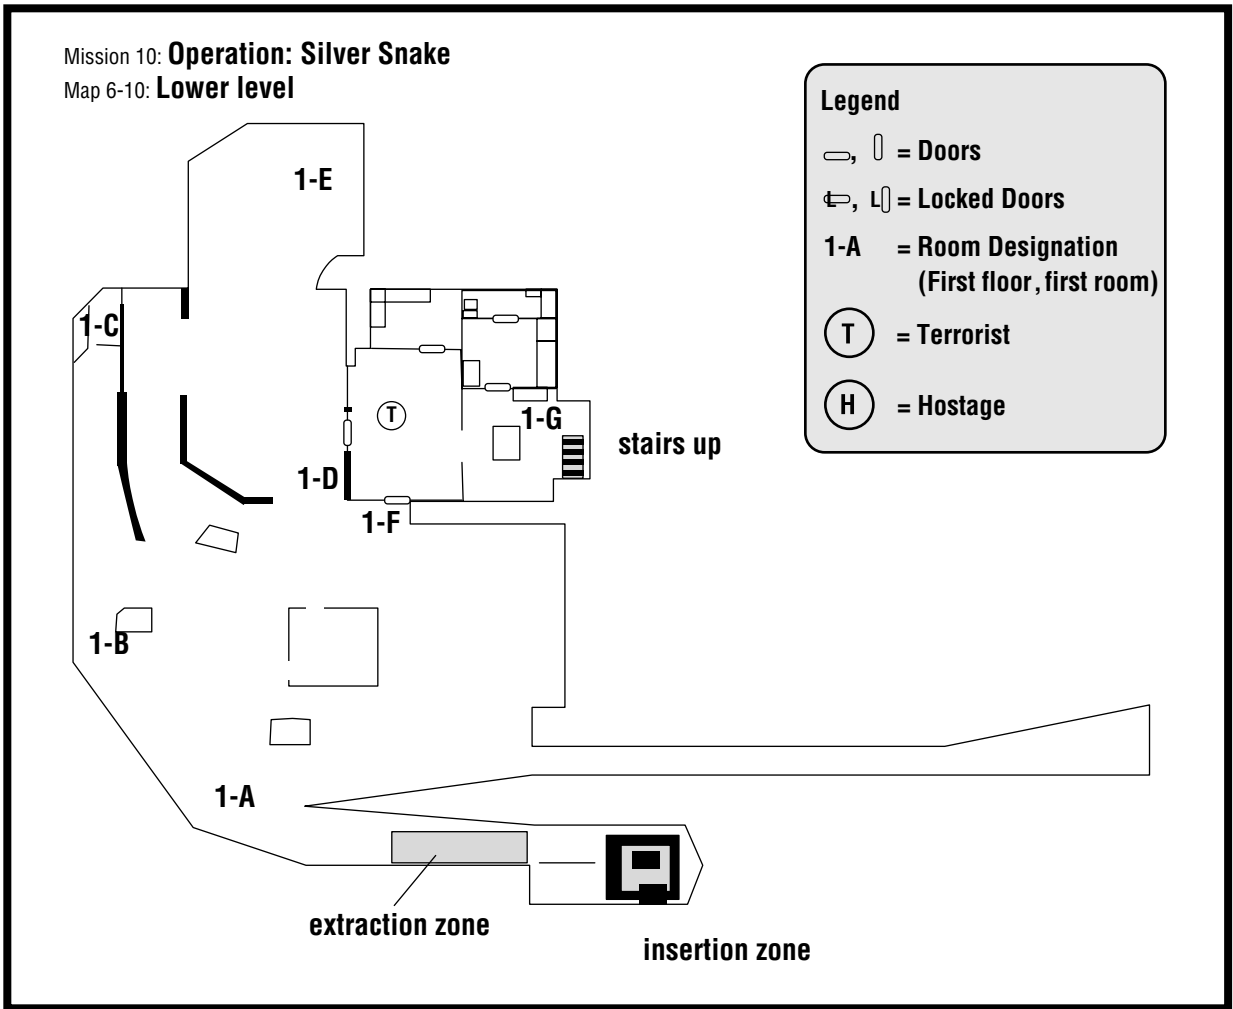 Mission 10: Operation: Silver Snake
Map 6-10: Lower level
Legend
, = Doors
L, L = Locked Doors
1-A = Room Designation
(First floor, first room)
T = Terrorist
H = Hostage
1-E
1-C
T
1-G
stairs up
1-D
1-F
1-B
1-A
extraction zone
insertion zone